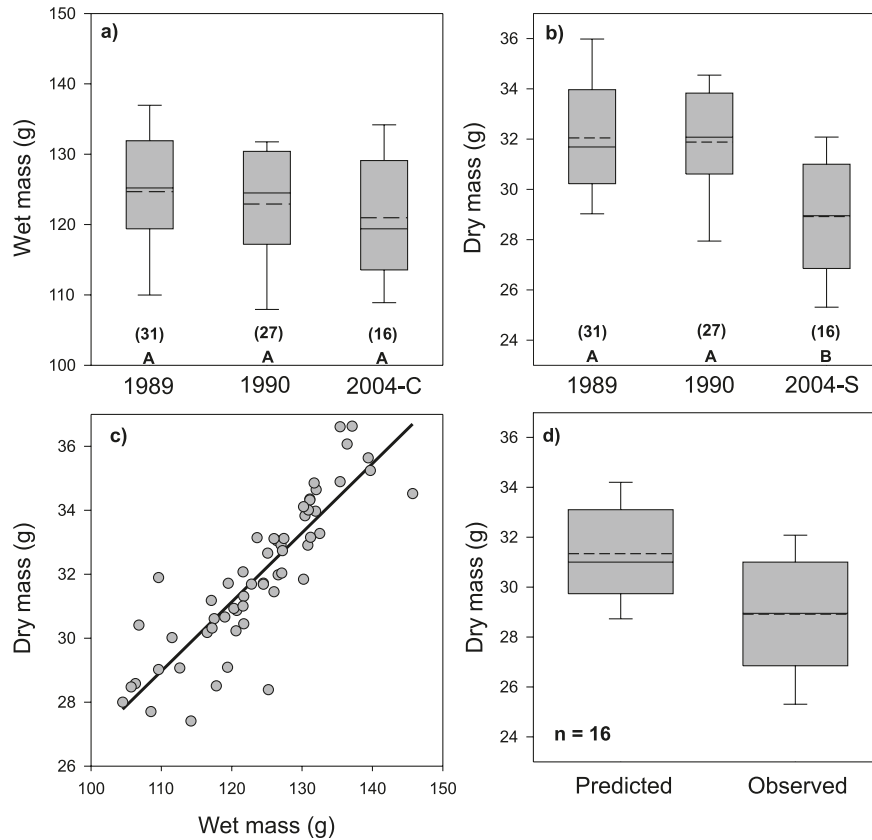 a)
Wet mass (g)
150
140
130
120
110
100
(31) (27) (16)
A A A
1989 1990 2004-C
b)
Dry mass (g)
36
34
32
30
28
26
24
(31) (27) (16)
A A B
1989 1990 2004-S
c)
Dry mass (g)
36
34
32
30
28
26
100 110 120 130 140 150
Wet mass (g)
d)
Dry mass (g)
36
34
32
30
28
26
24
n = 16
Predicted Observed